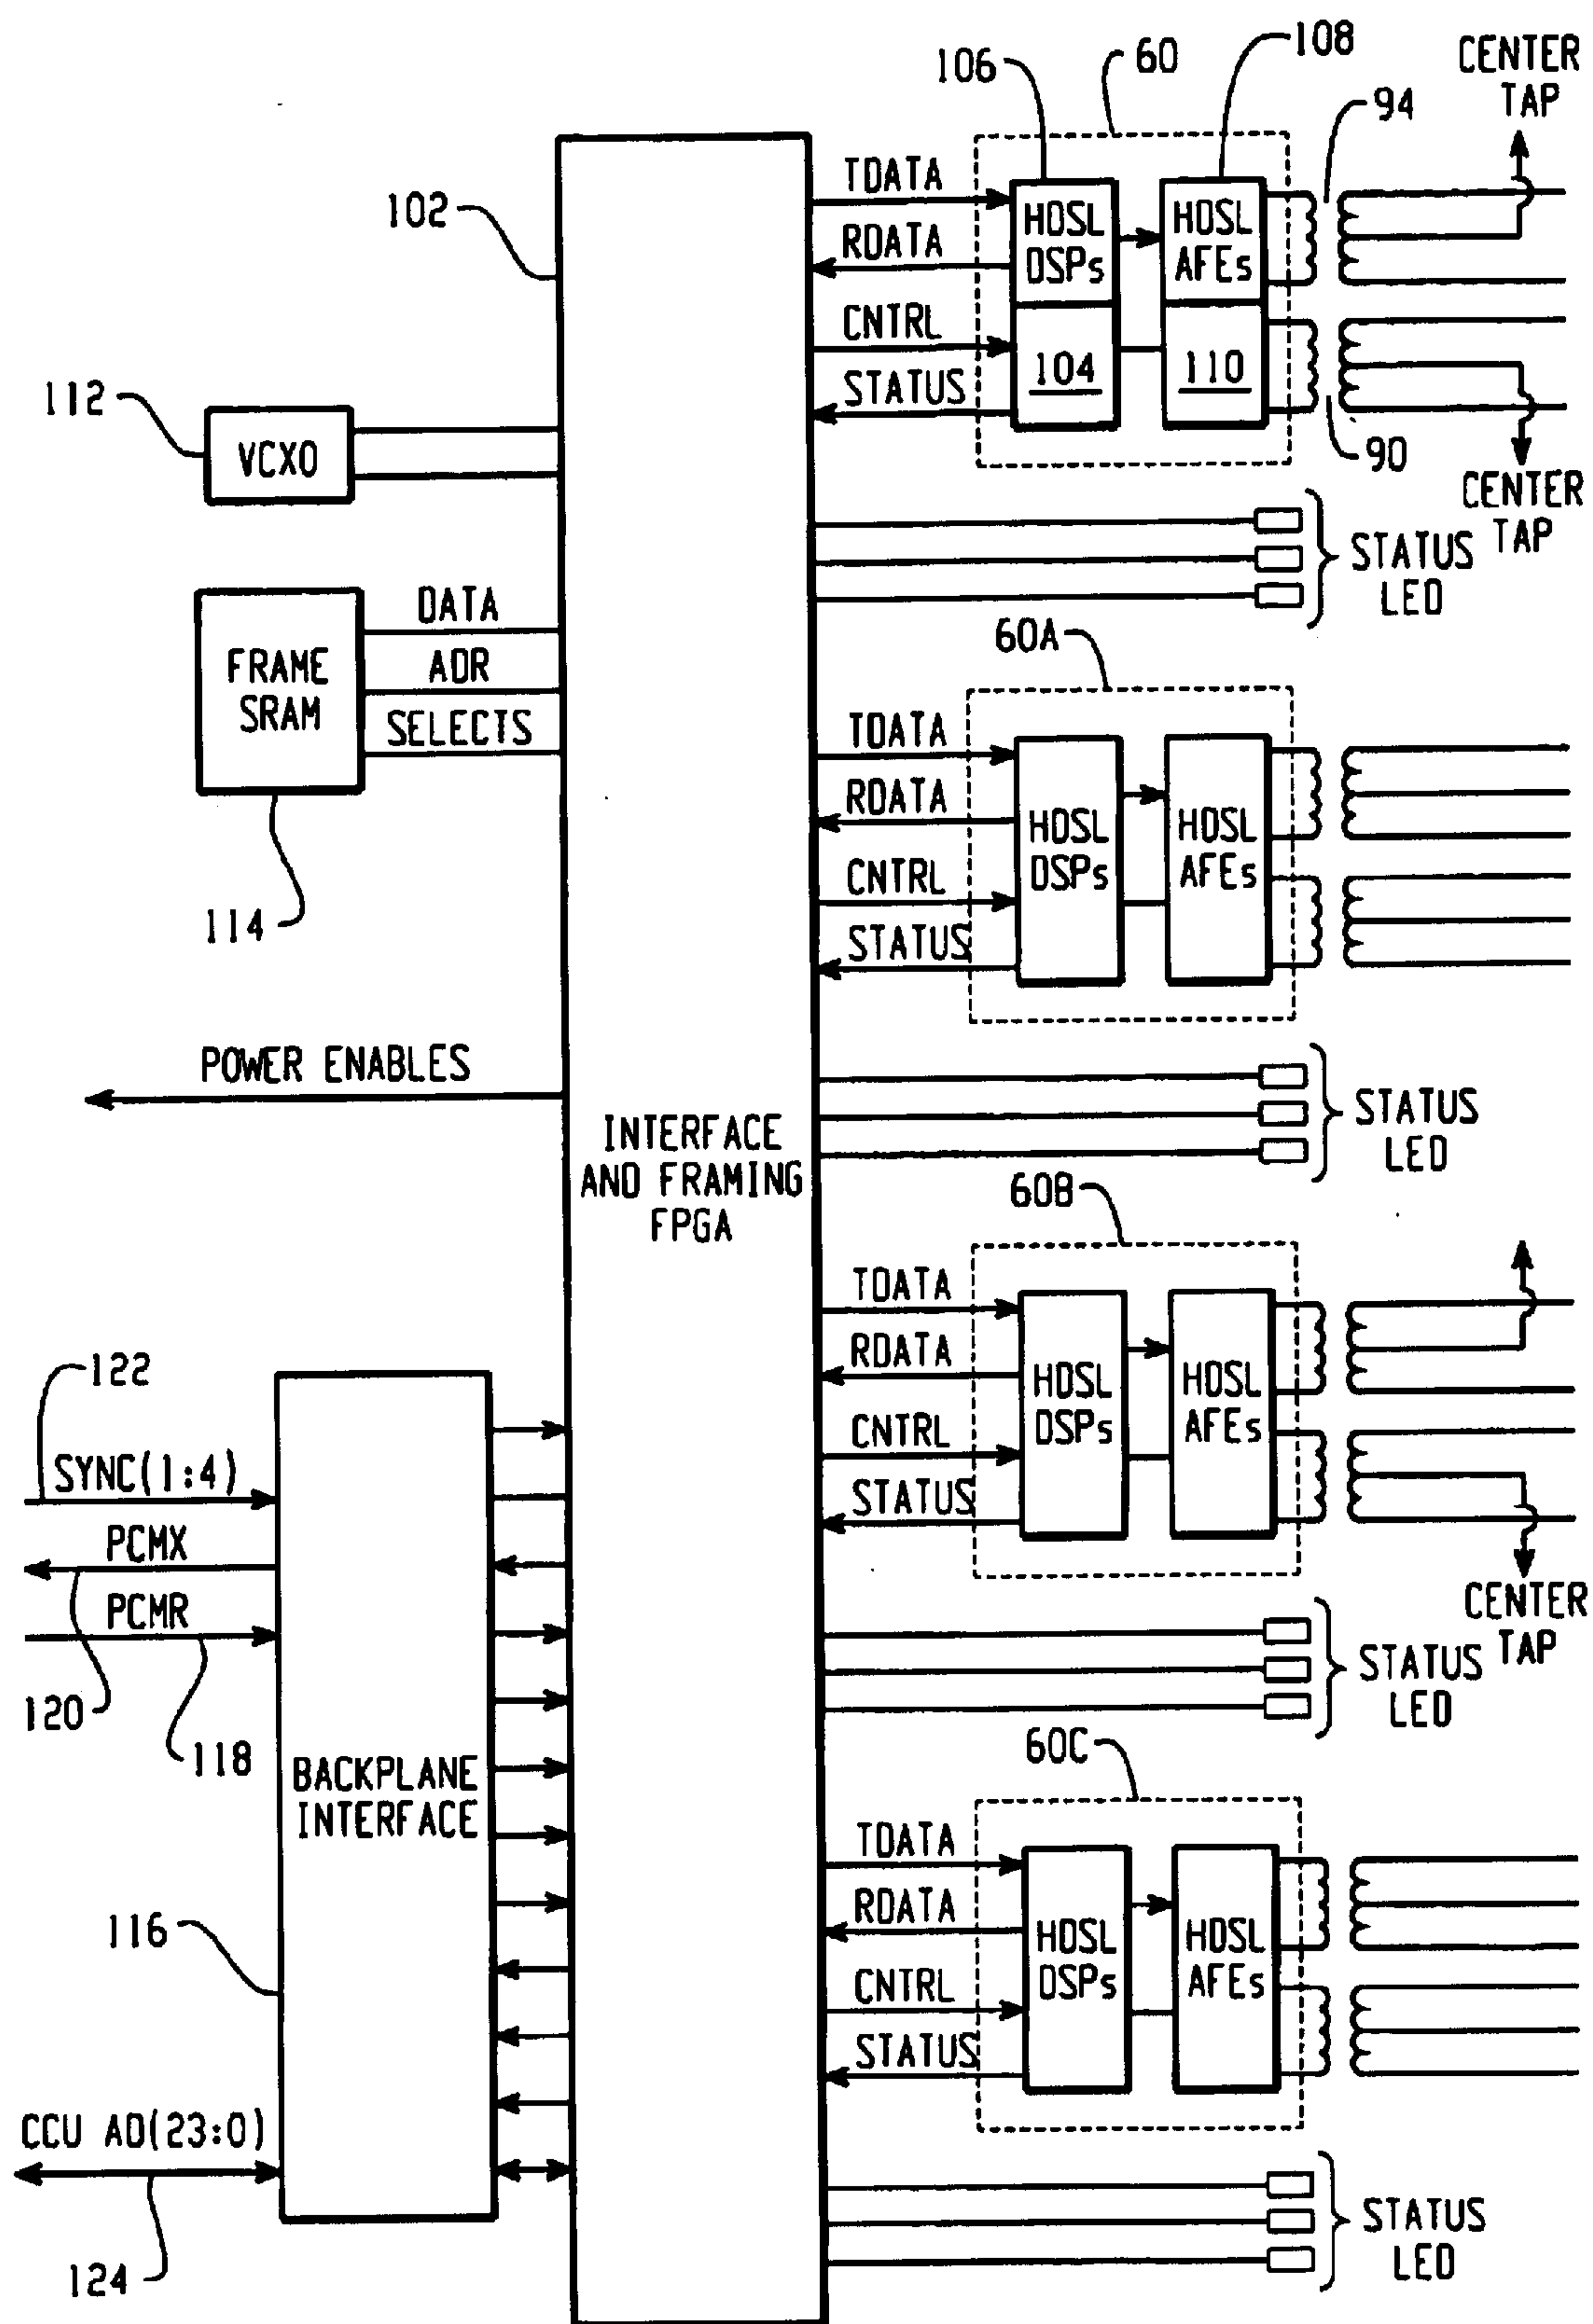 106
60
108
CENTER
TAP
94
102
TDATA
RDATA
CNTRL
STATUS
HDSL
DSPs
HDSL
AFEs
104
110
90
CENTER
TAP
112
VCXO
STATUS
LED
FRAME
SRAM
DATA
ADR
SELECTS
114
60A
TDATA
RDATA
CNTRL
STATUS
HDSL
DSPs
HDSL
AFEs
POWER ENABLES
STATUS
LED
INTERFACE
AND FRAMING
FPGA
60B
TDATA
RDATA
CNTRL
STATUS
HDSL
DSPs
HDSL
AFEs
CENTER
TAP
STATUS
LED
122
SYNC(1:4)
PCMX
PCMR
120
118
BACKPLANE
INTERFACE
116
60C
TDATA
RDATA
CNTRL
STATUS
HDSL
DSPs
HDSL
AFEs
CCU AD(23:0)
124
STATUS
LED